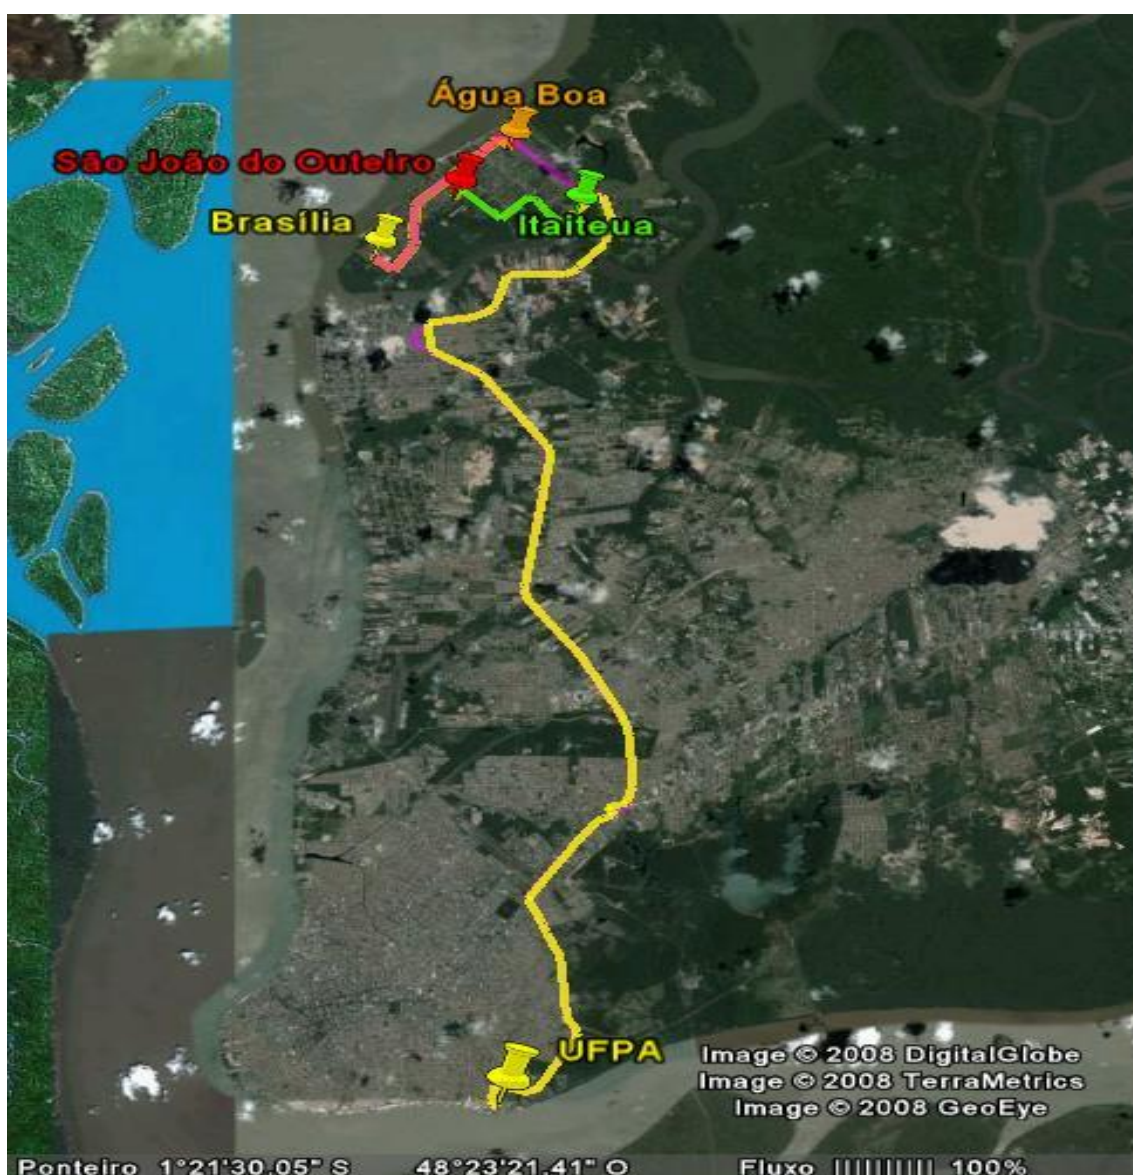 Água Boa
São João do Outeiro
Brasília
Itaiteua
UFPA
Image © 2008 DigitalGlobe
Image © 2008 TerraMetrics
Image © 2008 GeoEye
Ponteiro 1°21'30.05" S 48°23'21.41" O Fluxo |||||||||| 100%